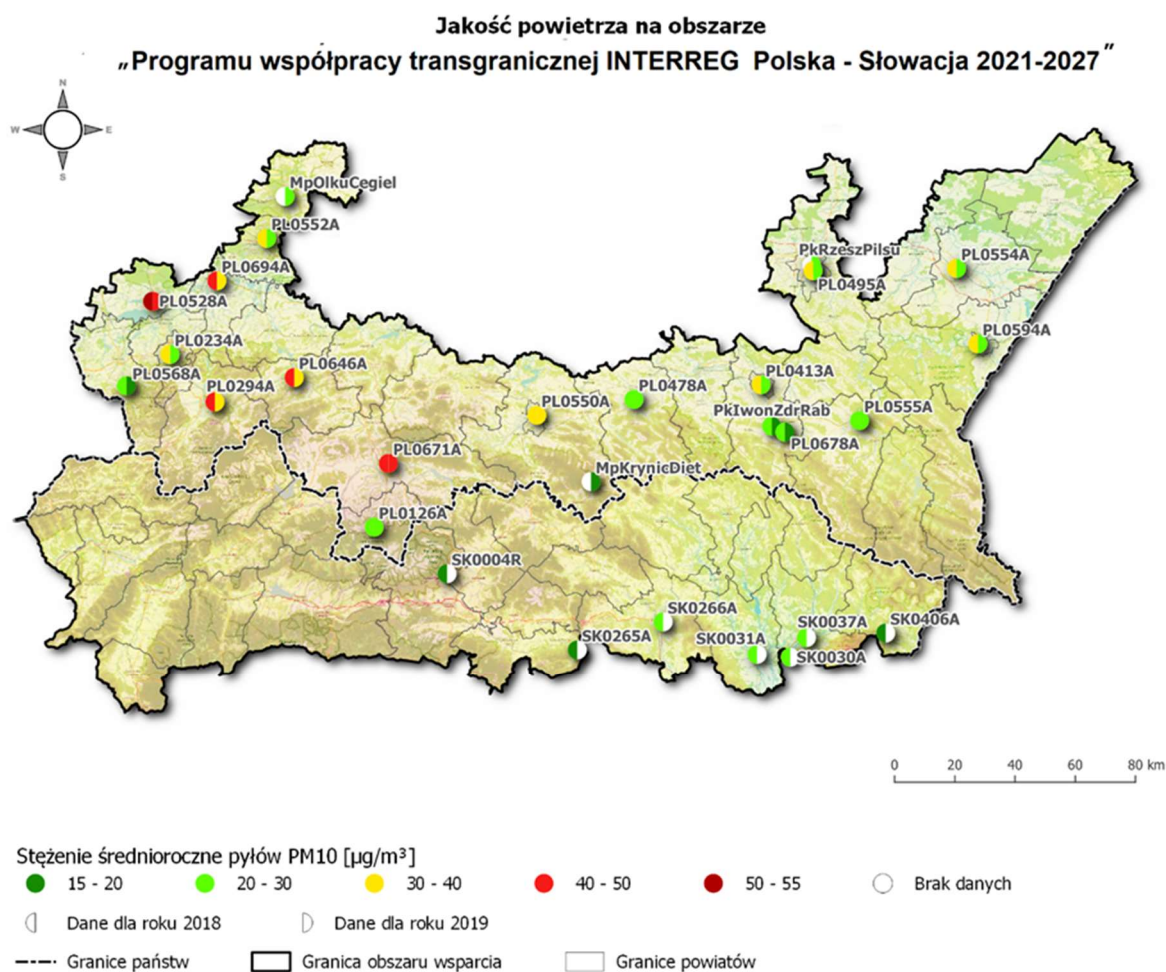 Jakość powietrza na obszarze
„Programu współpracy transgranicznej INTERREG Polska - Słowacja 2021-2027”
N
W
E
S
MpOlkuCegiel
PL0552A
PL0694A
PL0528A
PL0234A
PL0568A
PL0294A
PL0646A
PkRzeszPilsu
PL0495A
PL0554A
PL0594A
PL0413A
PL0478A
PL0550A
PkIwonZdrRab
PL0678A
PL0555A
PL0671A
MpKrynicDiet
PL0126A
SK0004R
SK0266A
SK0265A
SK0031A
SK0037A
SK0030A
SK0406A
0 20 40 60 80 km
Stężenie średnioroczne pyłów PM10 [µg/m³]
15 - 20
20 - 30
30 - 40
40 - 50
50 - 55
Brak danych
Dane dla roku 2018
Dane dla roku 2019
Granice państw
Granica obszaru wsparcia
Granice powiatów